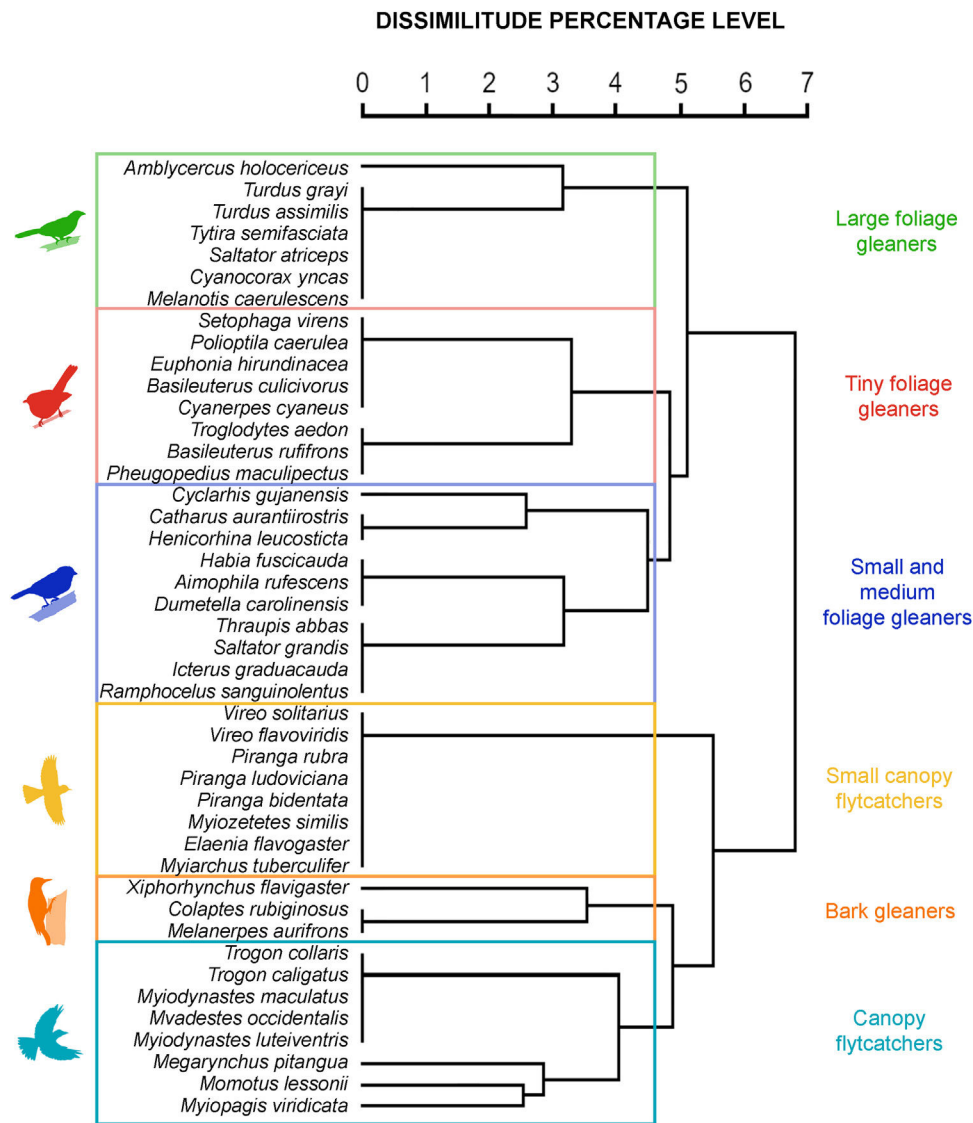 DISSIMILITUDE PERCENTAGE LEVEL
0 1 2 3 4 5 6 7
Amblycercus holocericeus
Turdus grayi
Turdus assimilis
Tytira semifasciata
Saltator atriceps
Cyanocorax yncas
Melanotis caerulescens
Large foliage
gleaners
Setophaga virens
Polioptila caerulea
Euphonia hirundinacea
Basileuterus culicivorus
Cyanerpes cyaneus
Troglodytes aedon
Basileuterus rufifrons
Pheugopedius maculipectus
Tiny foliage
gleaners
Cyclarhis gujanensis
Catharus aurantiirostris
Henicorhina leucosticta
Habia fuscicauda
Aimophila rufescens
Dumetella carolinensis
Thraupis abbas
Saltator grandis
Icterus graduacauda
Ramphocelus sanguinolentus
Small and
medium
foliage gleaners
Vireo solitarius
Vireo flavoviridis
Piranga rubra
Piranga ludoviciana
Piranga bidentata
Myiozetetes similis
Elaenia flavogaster
Myiarchus tuberculifer
Small canopy
flytcatchers
Xiphorhynchus flavigaster
Colaptes rubiginosus
Melanerpes aurifrons
Bark gleaners
Trogon collaris
Trogon caligatus
Myiodynastes maculatus
Mvadestes occidentalis
Myiodynastes luteiventris
Megarynchus pitangua
Momotus lessonii
Myiopagis viridicata
Canopy
flytcatchers